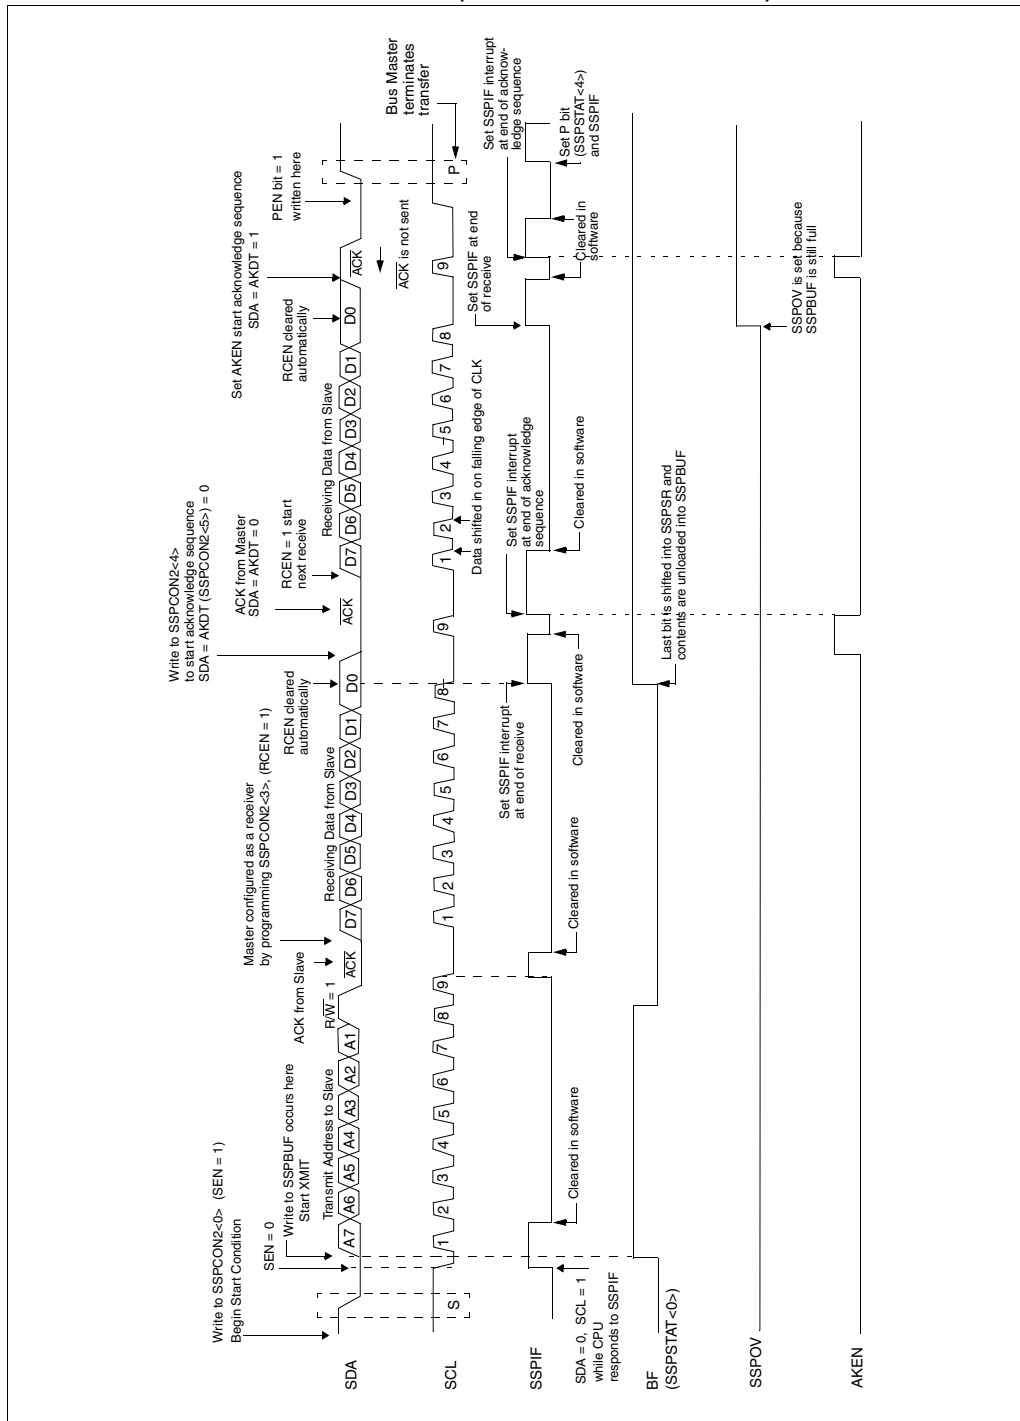 Write to SSPCON2<0> (SEN = 1)
Begin Start Condition
SEN = 0
Write to SSPBUF occurs here
Start XMIT
Transmit Address to Slave
R/W = 1
ACK from Slave
Master configured as a receiver
by programming SSPCON2<3>, (RCEN = 1)
Receiving Data from Slave
RCEN cleared
automatically
Write to SSPCON2<4>
to start acknowledge sequence
SDA = AKDT (SSPCON2<5>) = 0
ACK from Master
SDA = AKDT = 0
RCEN = 1 start
next receive
Receiving Data from Slave
RCEN cleared
automatically
Set AKEN start acknowledge sequence
SDA = AKDT = 1
PEN bit = 1
written here
SDA
A7 A6 A5 A4 A3 A2 A1
ACK
D7 D6 D5 D4 D3 D2 D1 D0
ACK
D7 D6 D5 D4 D3 D2 D1 D0
ACK
ACK is not sent
Bus Master
terminates
transfer
SCL
S
1 2 3 4 5 6 7 8 9
1 2 3 4 5 6 7 8
9
1 2 3 4 5 6 7 8
9
P
Data shifted in on falling edge of CLK
SSPIF
SDA = 0, SCL = 1
while CPU
responds to SSPIF
Cleared in software
Cleared in software
Set SSPIF interrupt
at end of receive
Cleared in software
Set SSPIF interrupt
at end of acknowledge
sequence
Cleared in software
Set SSPIF at end
of receive
Cleared in
software
Set SSPIF interrupt
at end of acknow-
ledge sequence
Set P bit
(SSPSTAT<4>)
and SSPIF
BF
(SSPSTAT<0>)
Last bit is shifted into SSPSR and
contents are unloaded into SSPBUF
SSPOV
SSPOV is set because
SSPBUF is still full
AKEN